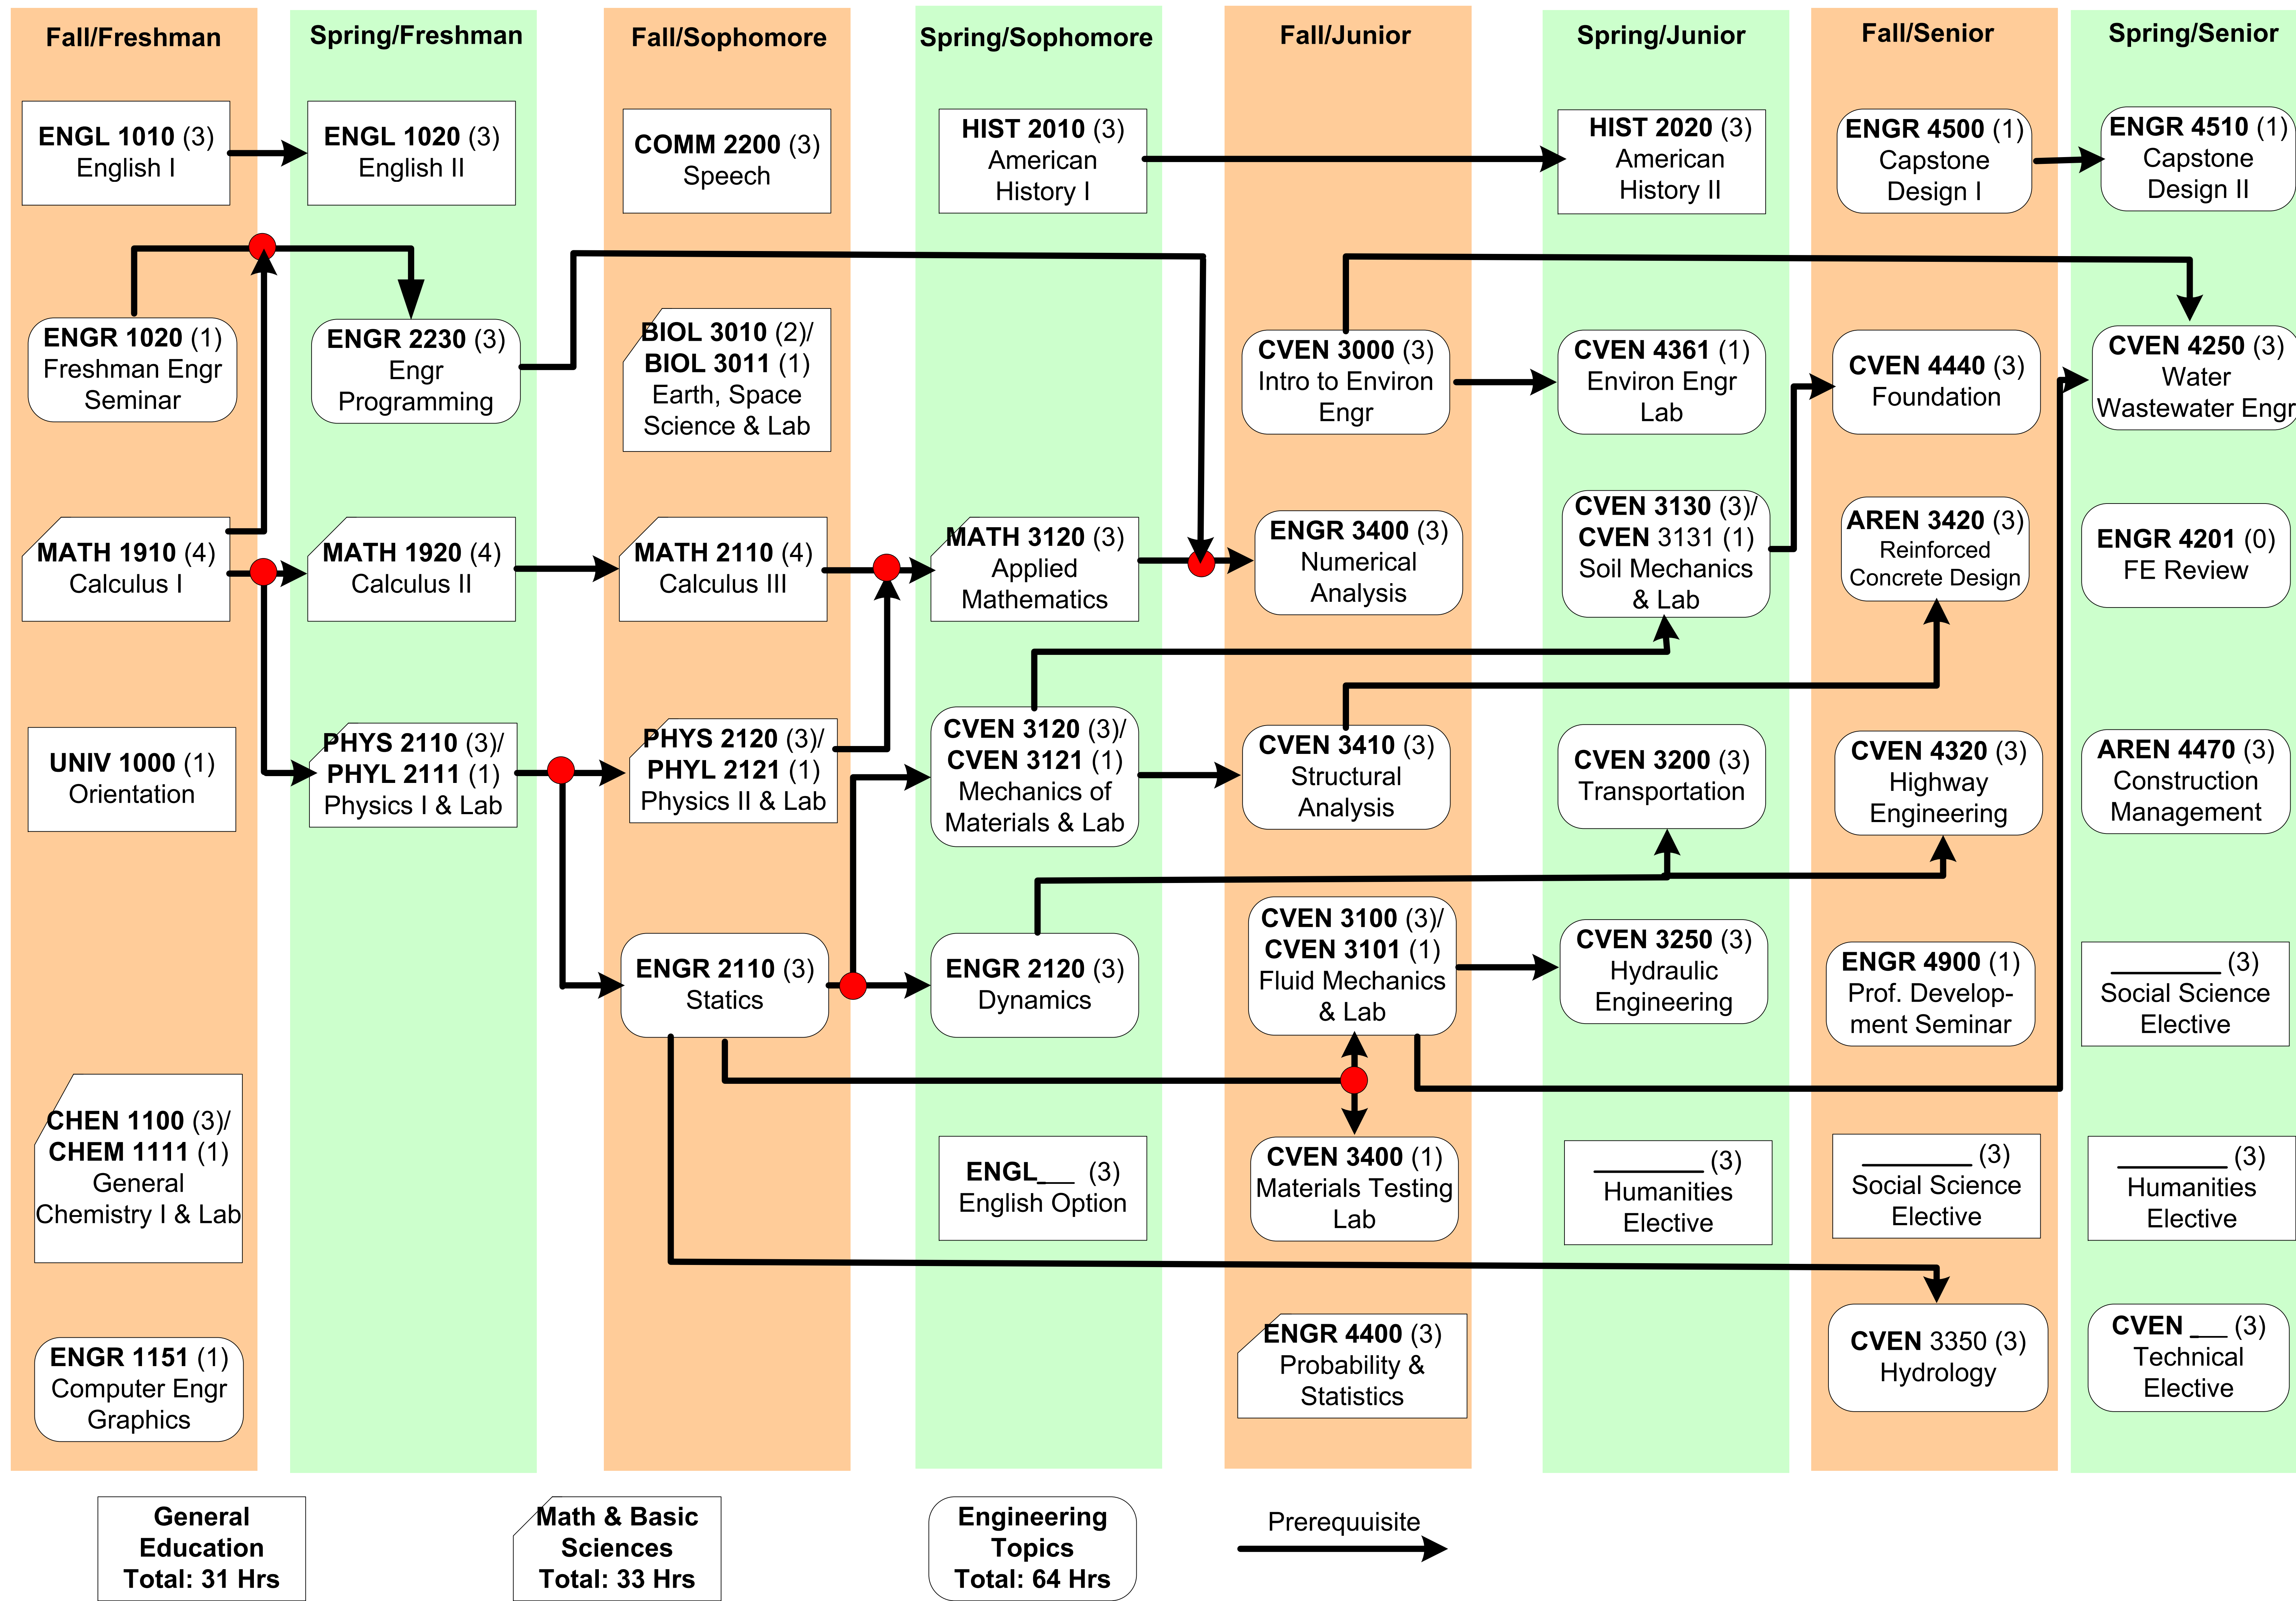 Fall/Freshman
ENGL 1010 (3)
English I
ENGR 1020 (1)
Freshman Engr
Seminar
MATH 1910 (4)
Calculus I
UNIV 1000 (1)
Orientation
CHEN 1100 (3)/
CHEM 1111 (1)
General
Chemistry I & Lab
ENGR 1151 (1)
Computer Engr
Graphics
Spring/Freshman
ENGL 1020 (3)
English II
ENGR 2230 (3)
Engr
Programming
MATH 1920 (4)
Calculus II
PHYS 2110 (3)/
PHYL 2111 (1)
Physics I & Lab
Fall/Sophomore
COMM 2200 (3)
Speech
BIOL 3010 (2)/
BIOL 3011 (1)
Earth, Space
Science & Lab
MATH 2110 (4)
Calculus III
PHYS 2120 (3)/
PHYL 2121 (1)
Physics II & Lab
ENGR 2110 (3)
Statics
Spring/Sophomore
HIST 2010 (3)
American
History I
MATH 3120 (3)
Applied
Mathematics
CVEN 3120 (3)/
CVEN 3121 (1)
Mechanics of
Materials & Lab
ENGR 2120 (3)
Dynamics
ENGL___ (3)
English Option
Fall/Junior
CVEN 3000 (3)
Intro to Environ
Engr
ENGR 3400 (3)
Numerical
Analysis
CVEN 3410 (3)
Structural
Analysis
CVEN 3100 (3)/
CVEN 3101 (1)
Fluid Mechanics
& Lab
CVEN 3400 (1)
Materials Testing
Lab
ENGR 4400 (3)
Probability &
Statistics
Spring/Junior
HIST 2020 (3)
American
History II
CVEN 4361 (1)
Environ Engr
Lab
CVEN 3130 (3)/
CVEN 3131 (1)
Soil Mechanics
& Lab
CVEN 3200 (3)
Transportation
CVEN 3250 (3)
Hydraulic
Engineering
_________ (3)
Humanities
Elective
Fall/Senior
ENGR 4500 (1)
Capstone
Design I
CVEN 4440 (3)
Foundation
AREN 3420 (3)
Reinforced
Concrete Design
CVEN 4320 (3)
Highway
Engineering
ENGR 4900 (1)
Prof. Develop-
ment Seminar
_________ (3)
Social Science
Elective
CVEN 3350 (3)
Hydrology
Spring/Senior
ENGR 4510 (1)
Capstone
Design II
CVEN 4250 (3)
Water
Wastewater Engr
ENGR 4201 (0)
FE Review
AREN 4470 (3)
Construction
Management
_________ (3)
Social Science
Elective
_________ (3)
Humanities
Elective
CVEN ___ (3)
Technical
Elective
General
Education
Total: 31 Hrs
Math & Basic
Sciences
Total: 33 Hrs
Engineering
Topics
Total: 64 Hrs
Prerequuisite